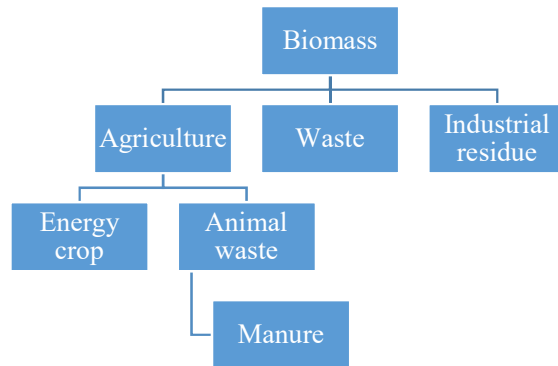 Biomass
Agriculture
Waste
Industrial
residue
Energy
crop
Animal
waste
Manure